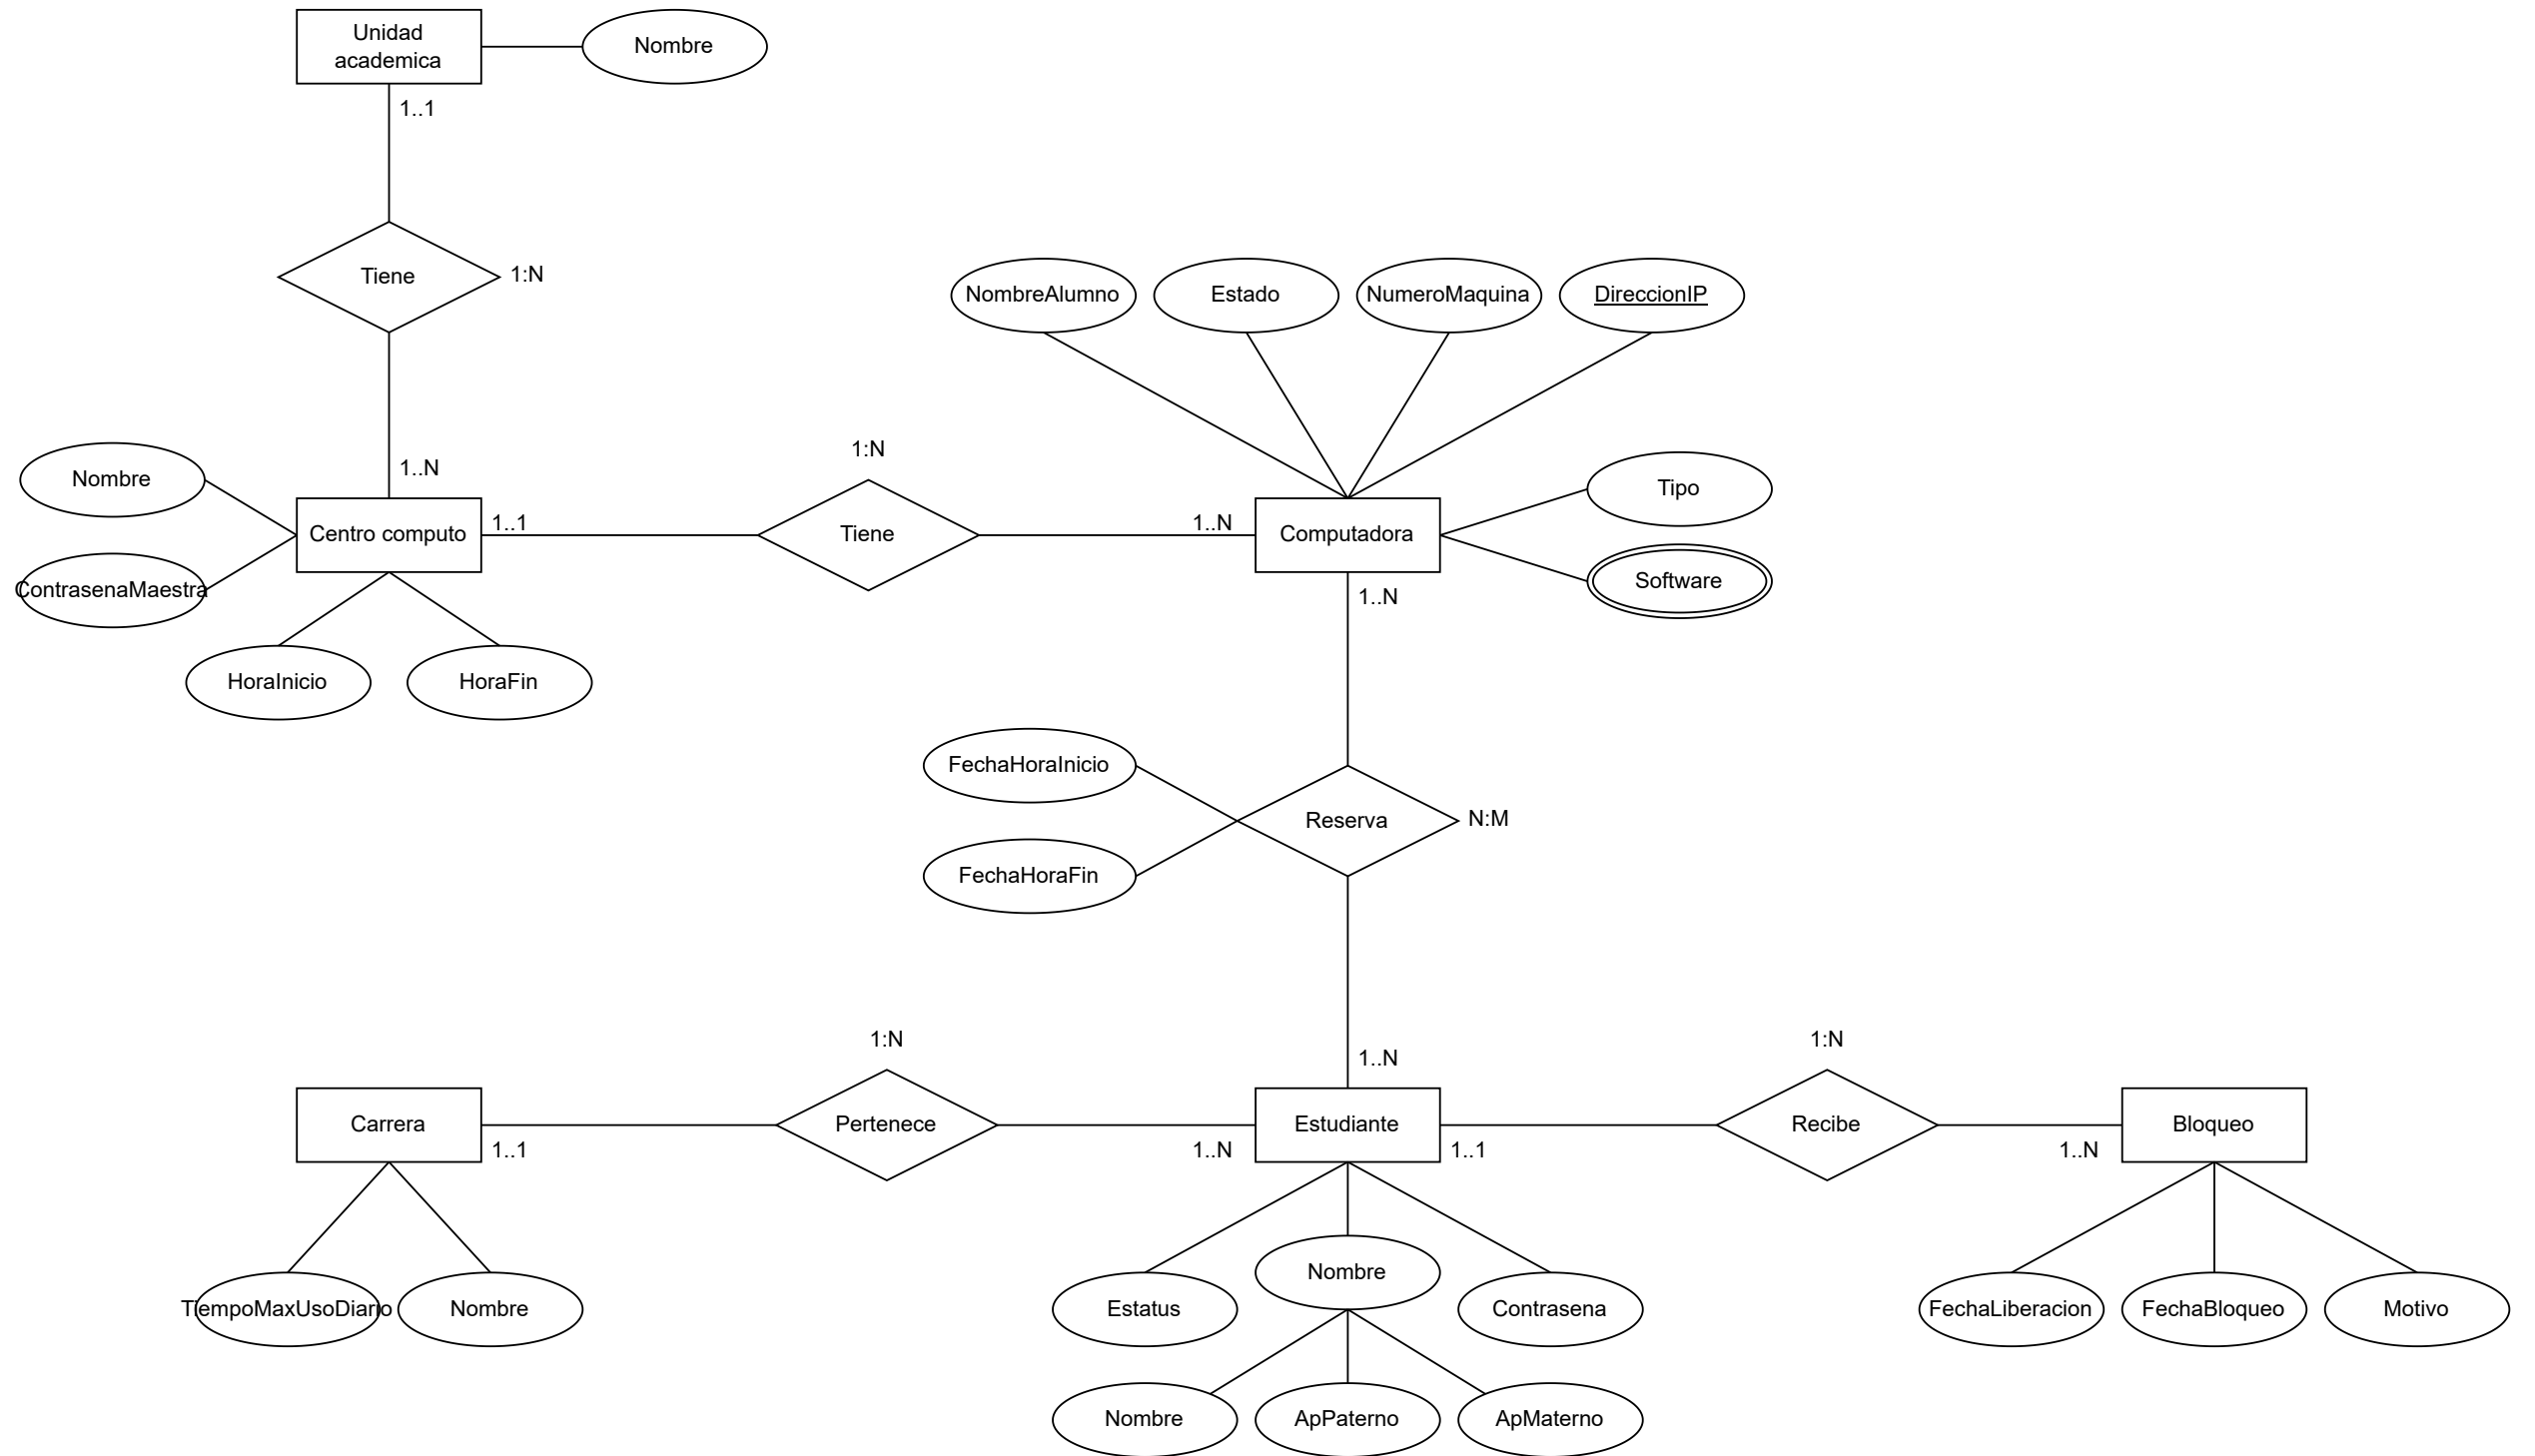 Unidad
academica
Nombre
1..1
Tiene
1:N
NombreAlumno
Estado
NumeroMaquina
DireccionIP
1:N
1..N
Nombre
Tipo
1..1
1..N
Centro computo
Tiene
Computadora
Software
ContrasenaMaestra
1..N
HoraInicio
HoraFin
FechaHoraInicio
Reserva
N:M
FechaHoraFin
1:N
1:N
1..N
Carrera
Pertenece
Estudiante
Recibe
Bloqueo
1..1
1..N
1..1
1..N
Nombre
TiempoMaxUsoDiario
Nombre
Estatus
Contrasena
FechaLiberacion
FechaBloqueo
Motivo
Nombre
ApPaterno
ApMaterno